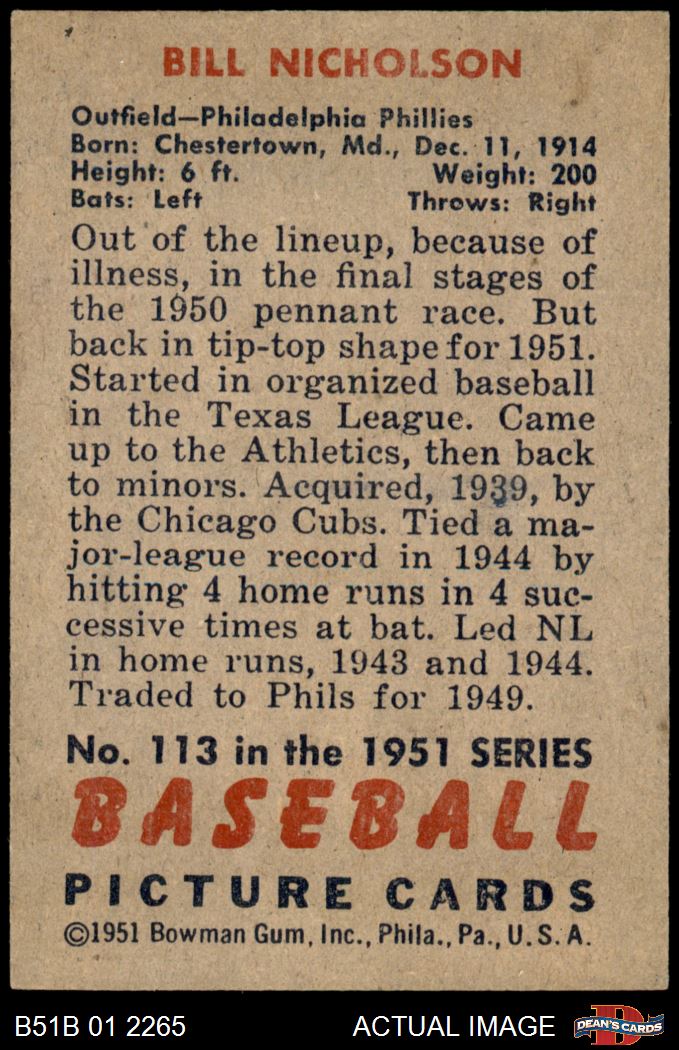 BILL NICHOLSON
Outfield—Philadelphia Phillies
Born: Chestertown, Md., Dec. 11, 1914
Height: 6 ft. Weight: 200
Bats: Left Throws: Right
Out of the lineup, because of
illness, in the final stages of
the 1950 pennant race. But
back in tip-top shape for 1951.
Started in organized baseball
in the Texas League. Came
up to the Athletics, then back
to minors. Acquired, 1939, by
the Chicago Cubs. Tied a ma-
jor-league record in 1944 by
hitting 4 home runs in 4 suc-
cessive times at bat. Led NL
in home runs, 1943 and 1944.
Traded to Phils for 1949.
No. 113 in the 1951 SERIES
BASEBALL
PICTURE CARDS
©1951 Bowman Gum, Inc., Phila., Pa., U.S.A.
B51B 01 2265 ACTUAL IMAGE D DEAN'S CARDS